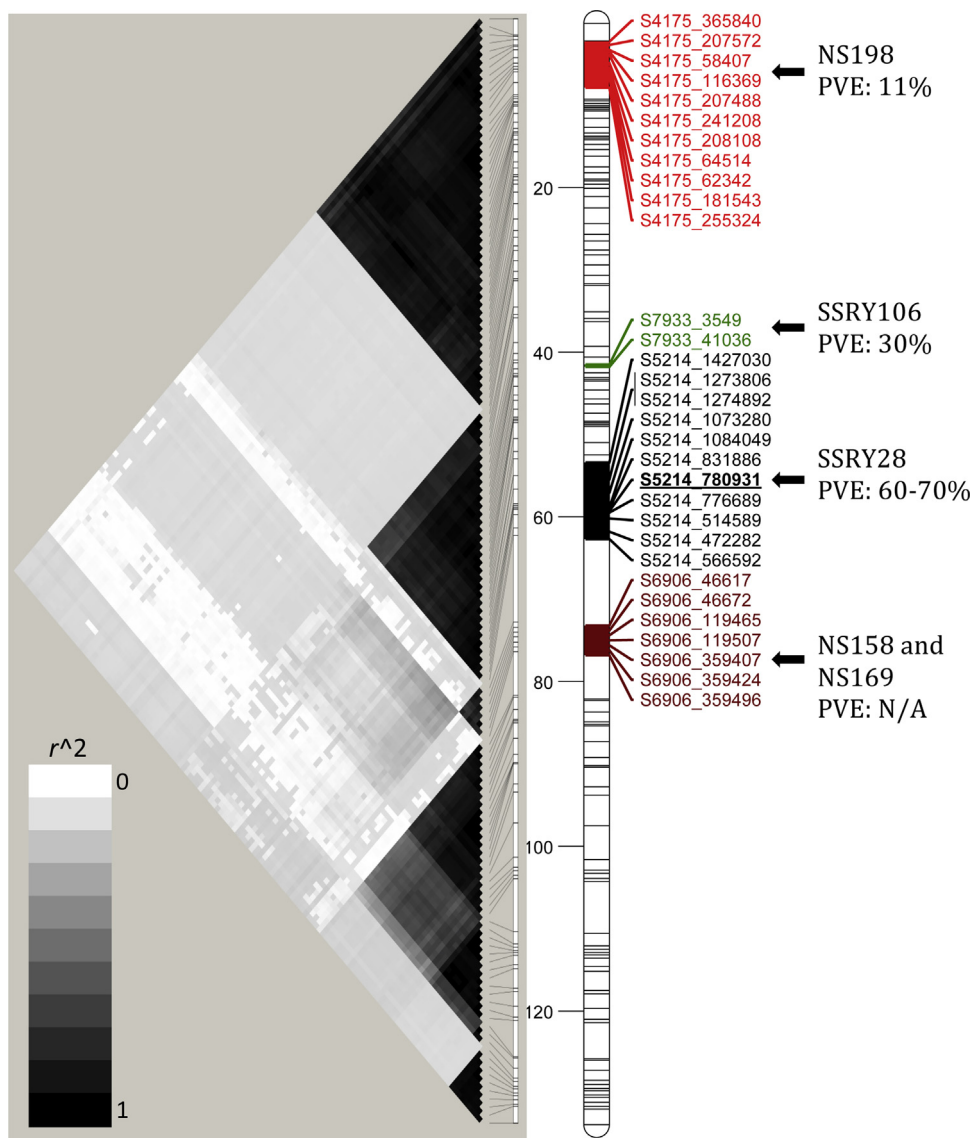 S4175_365840
S4175_207572
S4175_58407
S4175_116369
S4175_207488
S4175_241208
S4175_208108
S4175_64514
S4175_62342
S4175_181543
S4175_255324
NS198
PVE: 11%
20
S7933_3549
S7933_41036
SSRY106
PVE: 30%
40
S5214_1427030
S5214_1273806
S5214_1274892
S5214_1073280
S5214_1084049
S5214_831886
S5214_780931
S5214_776689
S5214_514589
S5214_472282
S5214_566592
SSRY28
PVE: 60-70%
60
S6906_46617
S6906_46672
S6906_119465
S6906_119507
S6906_359407
S6906_359424
S6906_359496
NS158 and
NS169
PVE: N/A
80
100
120
r^2
0
1